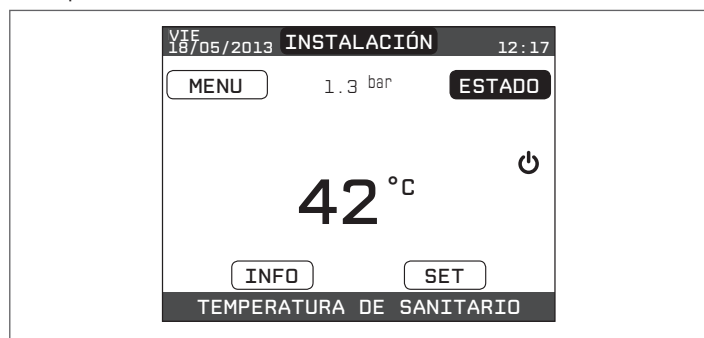 VIE
18/05/2013 INSTALACIÓN 12:17
MENU 1.3 bar ESTADO
42 °C
INFO SET
TEMPERATURA DE SANITARIO